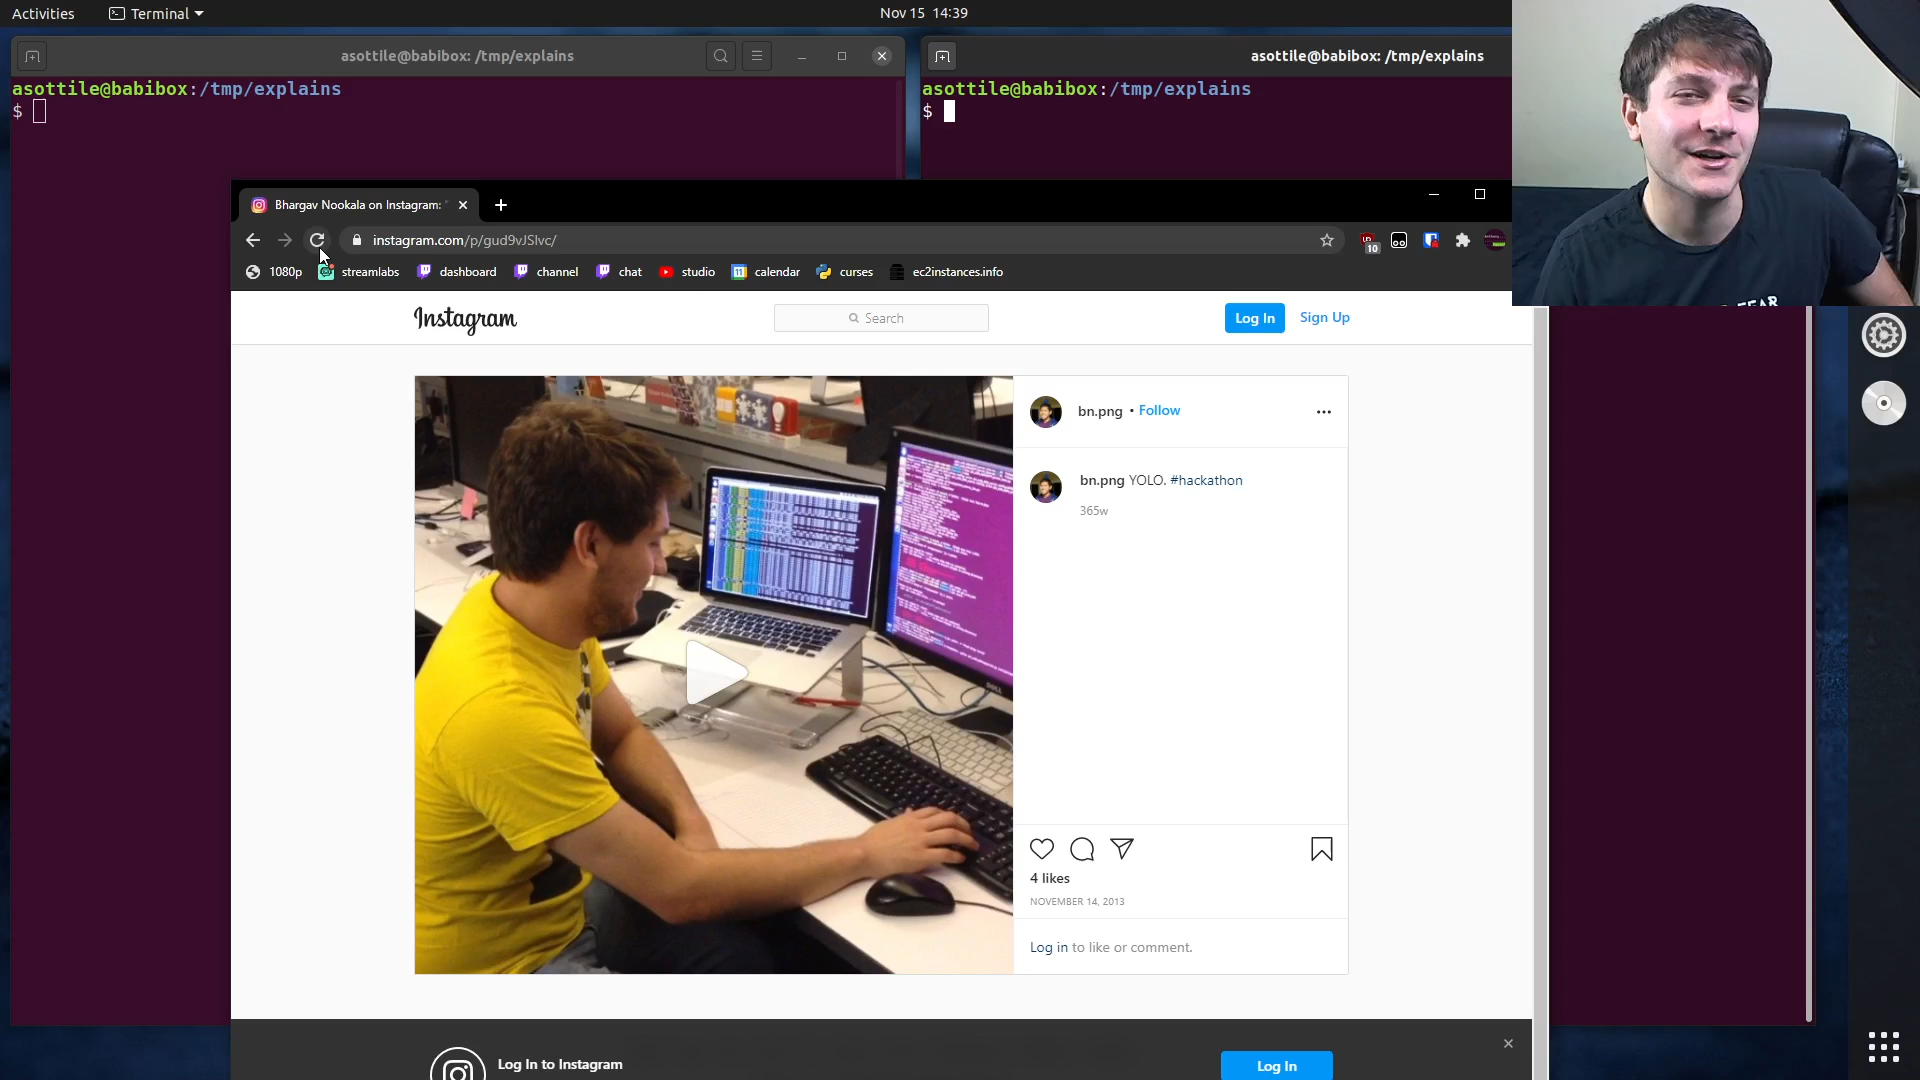 Activities
Terminal
Nov 15 14:39
asottile@babibox: /tmp/explains
asottile@babibox:/tmp/explains
$
asottile@babibox: /tmp/explains
asottile@babibox:/tmp/explains
$
Bhargav Nookala on Instagram: "
instagram.com/p/gud9vJSlvc/
10
1080p
streamlabs
dashboard
channel
chat
studio
11
calendar
curses
ec2instances.info
Instagram
Search
Log In
Sign Up
bn.png • Follow
bn.png YOLO. #hackathon
365w
DELL
4 likes
NOVEMBER 14, 2013
Log in to like or comment.
Log In to Instagram
Log In